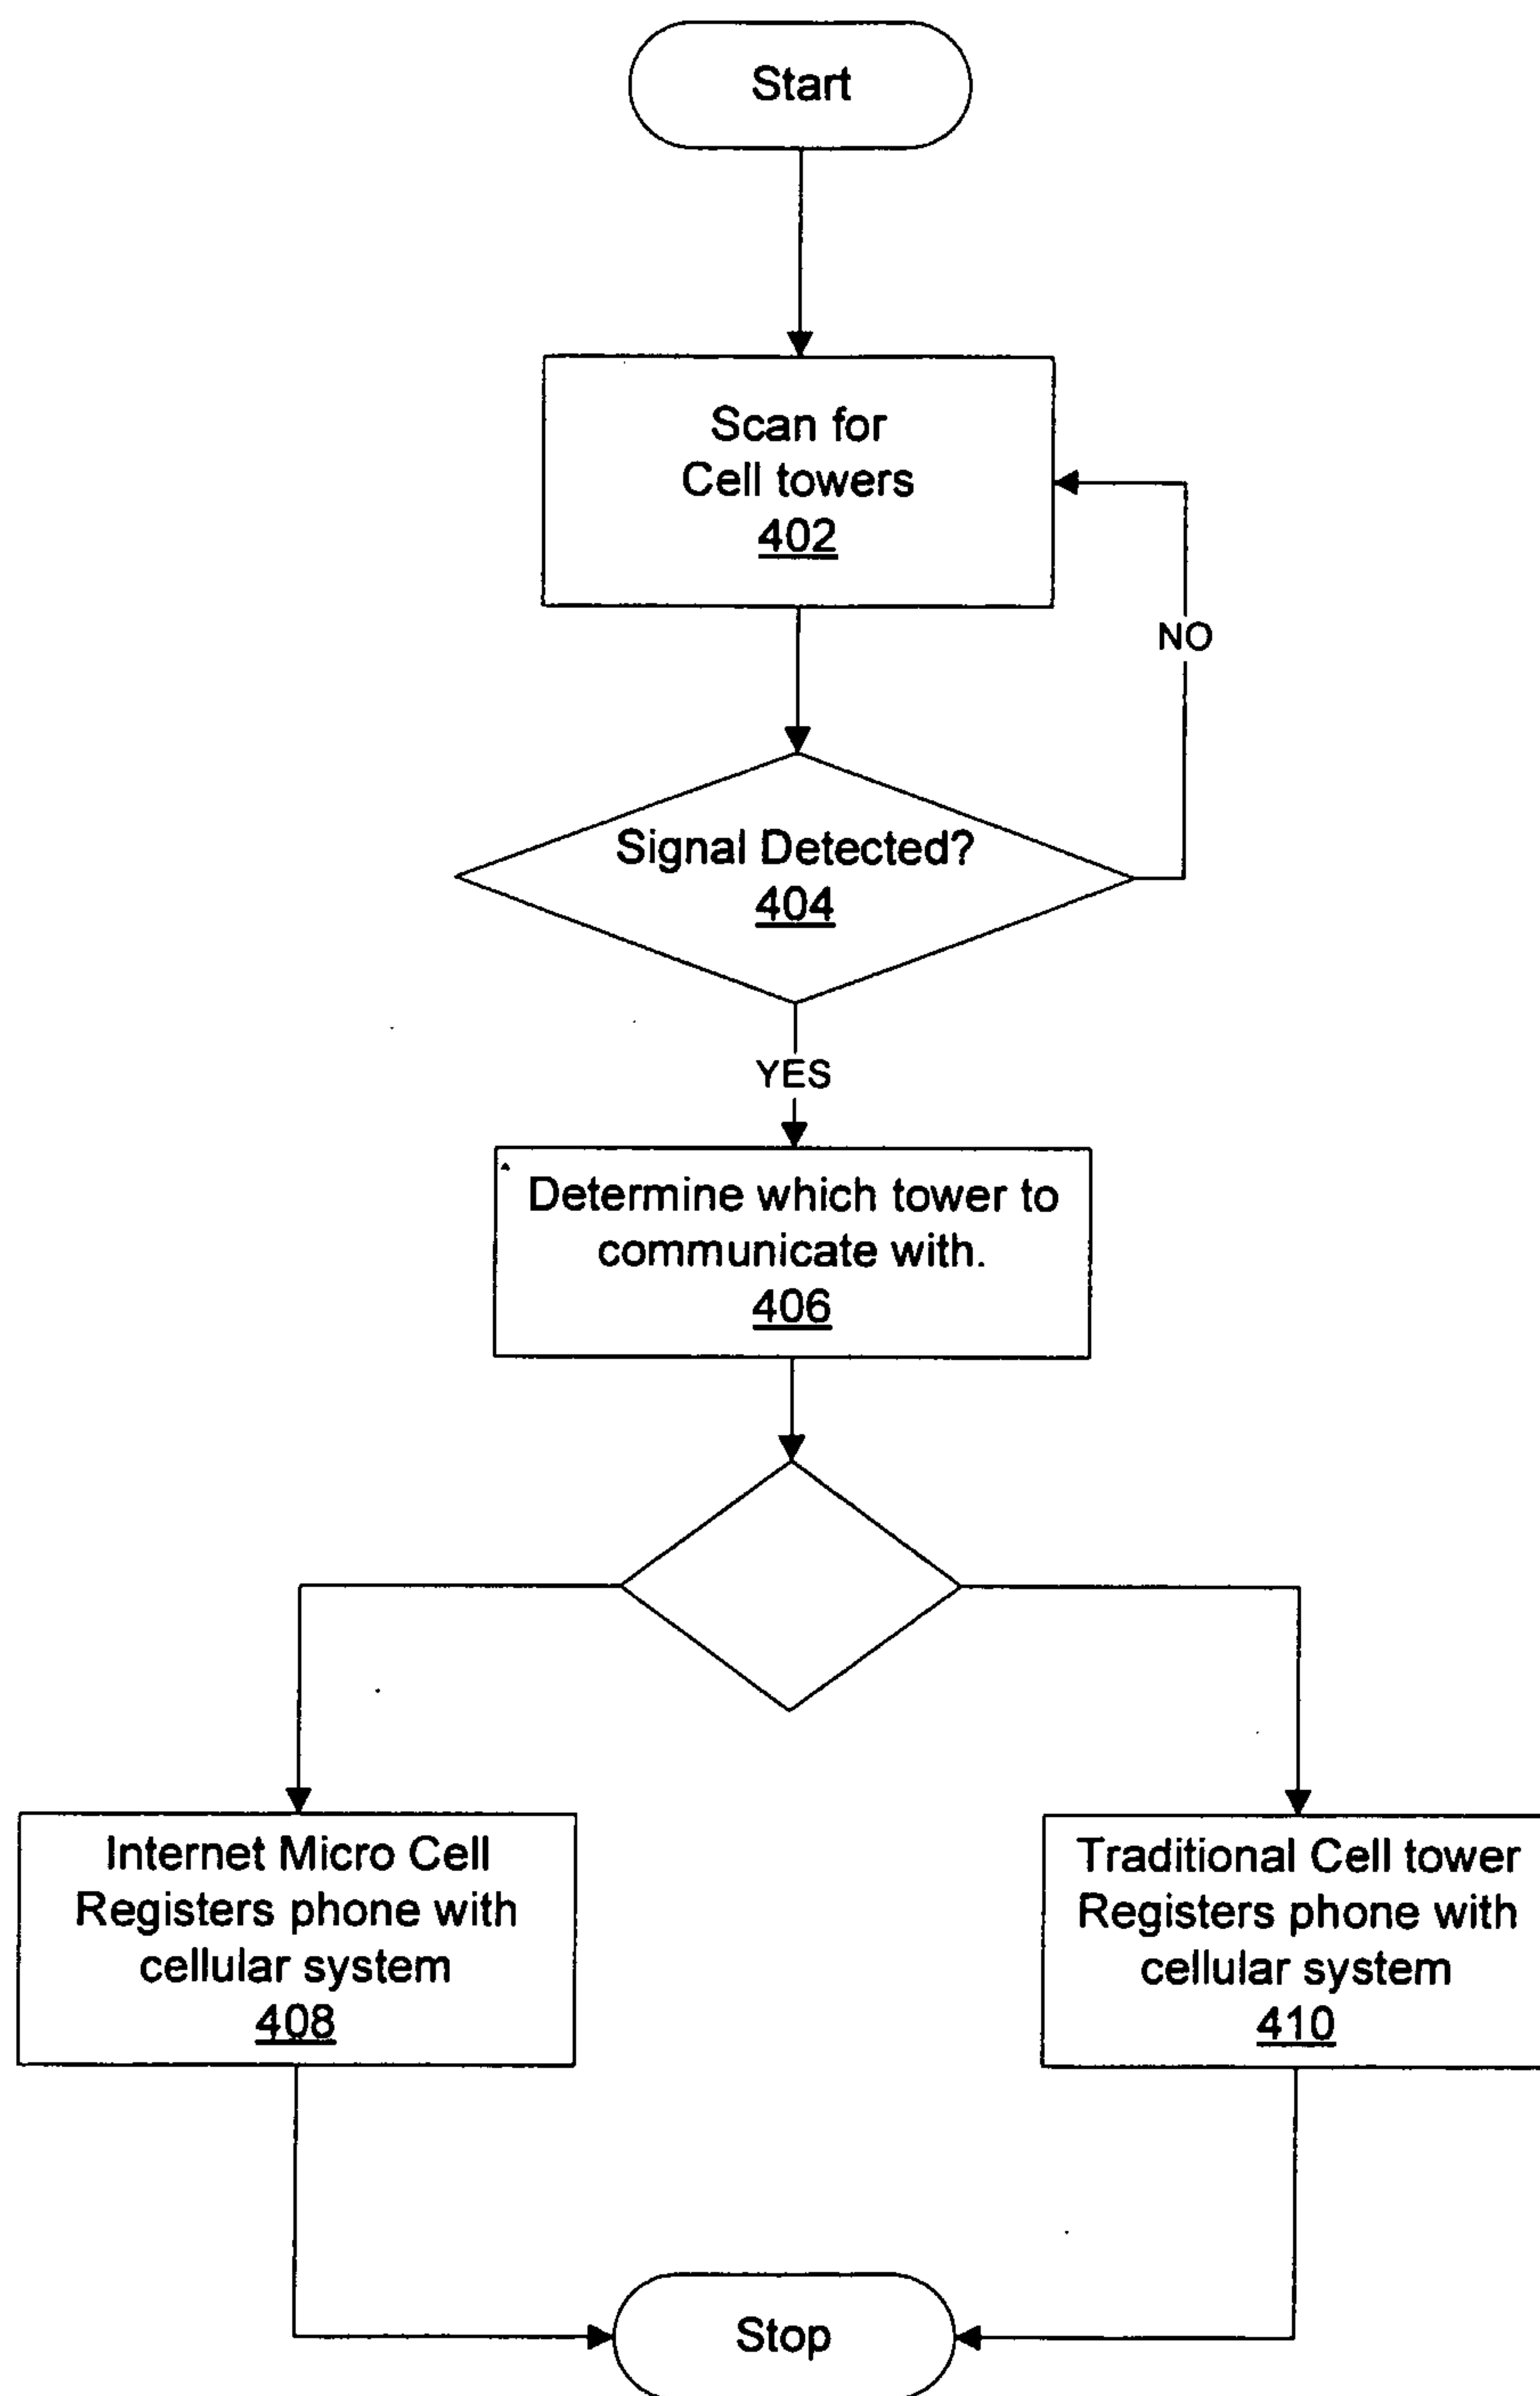 Start
Scan for
Cell towers
402
NO
Signal Detected?
404
YES
Determine which tower to
communicate with.
406
Internet Micro Cell
Registers phone with
cellular system
408
Traditional Cell tower
Registers phone with
cellular system
410
Stop